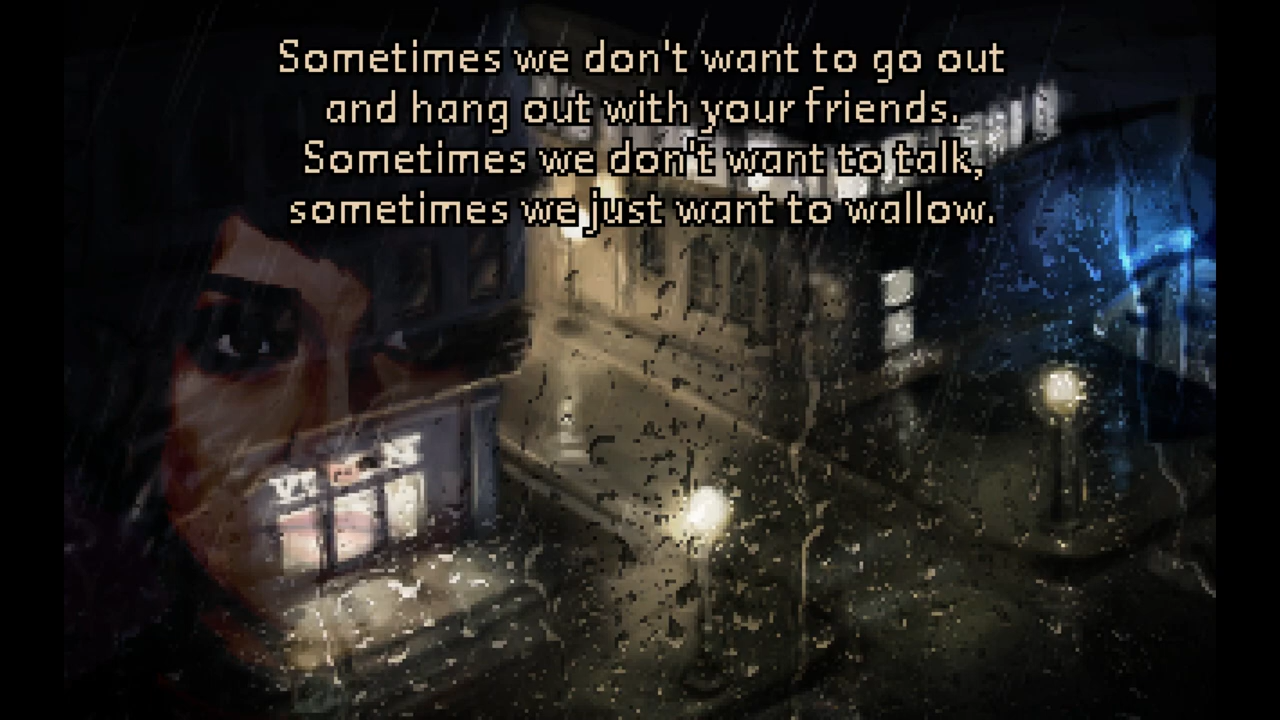 Sometimes we don't want to go out
and hang out with your friends.
Sometimes we don't want to talk,
sometimes we just want to wallow.